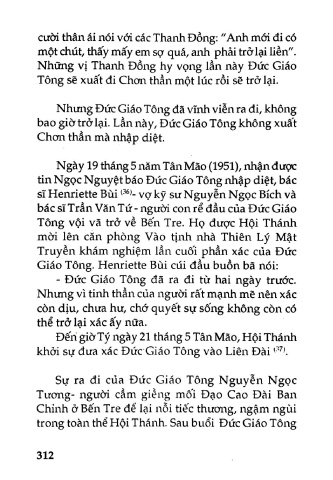 cười thân ái nói với các Thanh Đồng: "Anh mới đi có
một chút, thấy mấy em sợ quá, anh phải trở lại liền".
Những vị Thanh Đồng hy vọng lần này Đức Giáo
Tông sẽ xuất đi Chơn thần một lúc rồi sẽ trở lại.
Nhưng Đức Giáo Tông đã vĩnh viễn ra đi, không
bao giờ trở lại. Lần này, Đức Giáo Tông không xuất
Chơn thần mà nhập diệt.
Ngày 19 tháng 5 năm Tân Mão (1951), nhận được
tin Ngọc Nguyệt báo Đức Giáo Tông nhập diệt, bác
sĩ Henriette Bùi (36)- vợ kỹ sư Nguyễn Ngọc Bích và
bác sĩ Trần Văn Tứ - người con rể đầu của Đức Giáo
Tông vội vã trở về Bến Tre. Họ được Hội Thánh
mời lên căn phòng Vào tịnh nhà Thiên Lý Mật
Truyền khám nghiệm lần cuối phần xác của Đức
Giáo Tông. Henriette Bùi cúi đầu buồn bã nói:
- Đức Giáo Tông đã ra đi từ hai ngày trước.
Nhưng vì tinh thần của người rất mạnh mẽ nên xác
còn dịu, chưa hư, chớ quyết sự sống không còn có
thể trở lại xác ấy nữa.
Đến giờ Tý ngày 21 tháng 5 Tân Mão, Hội Thánh
khởi sự đưa xác Đức Giáo Tông vào Liên Đài (37).
Sự ra đi của Đức Giáo Tông Nguyễn Ngọc
Tương- người cầm giềng mối Đạo Cao Đài Ban
Chỉnh ở Bến Tre để lại nỗi tiếc thương, ngậm ngùi
trong toàn thể Hội Thánh. Sau buổi Đức Giáo Tông
312